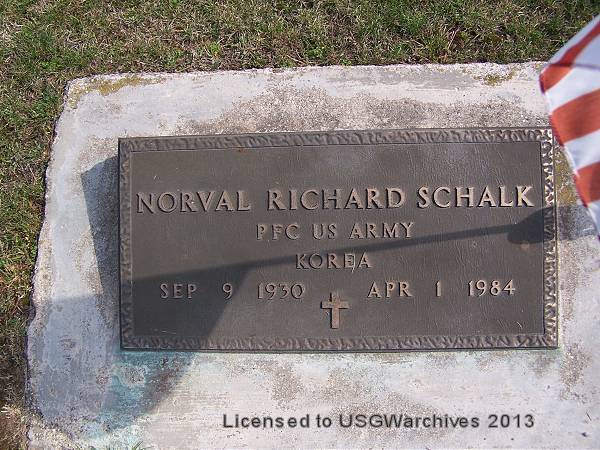 NORVAL RICHARD SCHALK
PFC US ARMY
KOREA
SEP 9 1930 APR 1 1984
Licensed to USGWarchives 2013